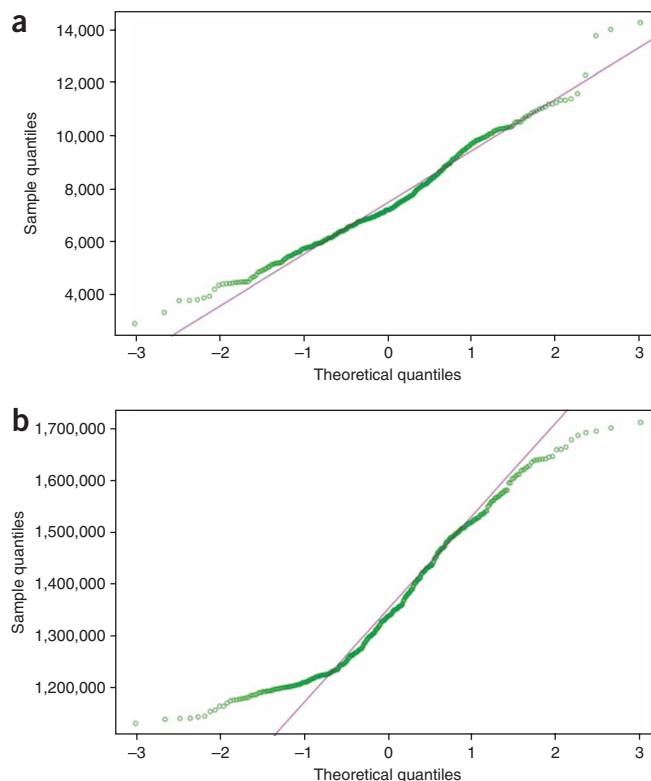 a
14,000
12,000
10,000
8,000
6,000
4,000
Sample quantiles
–3 –2 –1 0 1 2 3
Theoretical quantiles
b
1,700,000
1,600,000
1,500,000
1,400,000
1,300,000
1,200,000
Sample quantiles
–3 –2 –1 0 1 2 3
Theoretical quantiles